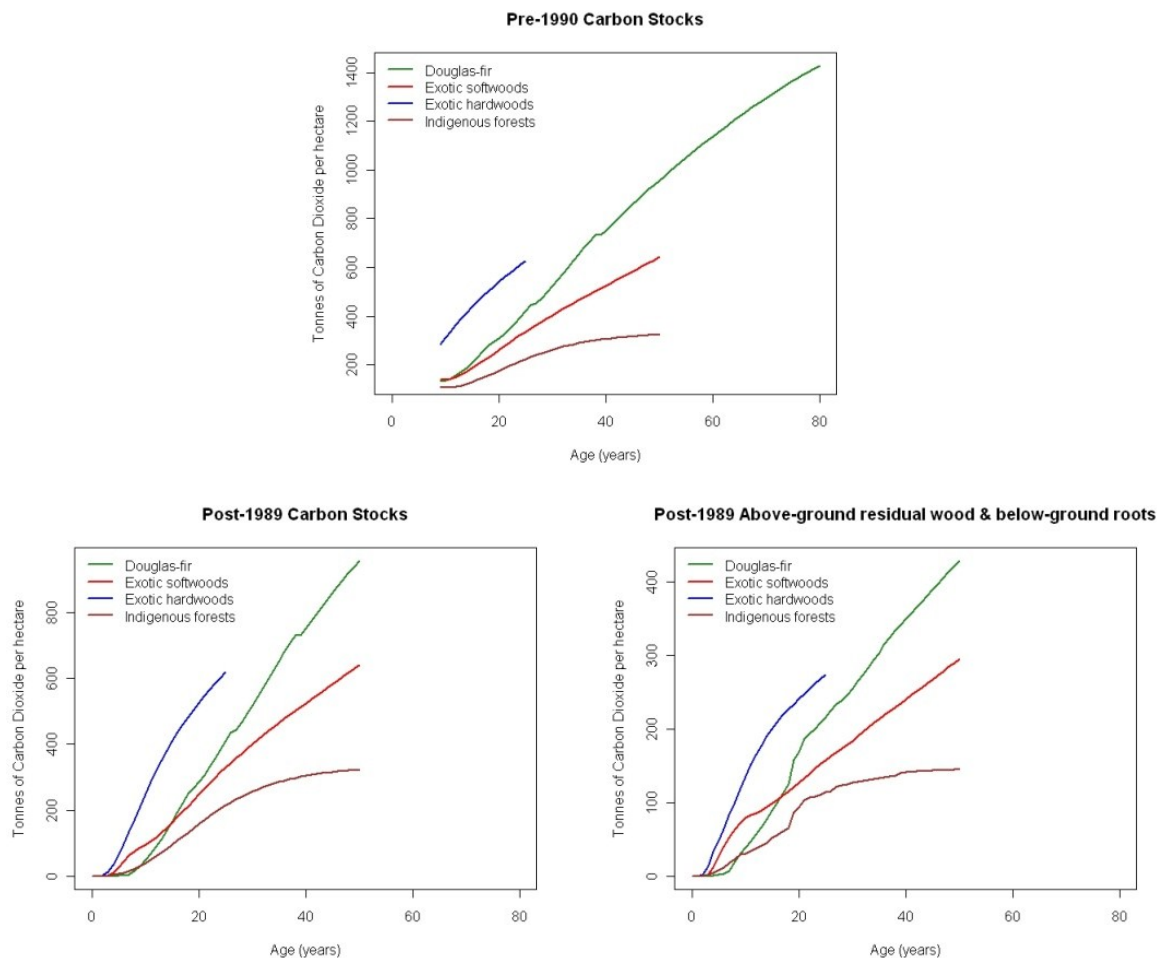 Pre-1990 Carbon Stocks
Douglas-fir
Exotic softwoods
Exotic hardwoods
Indigenous forests
Tonnes of Carbon Dioxide per hectare
1400
1200
1000
800
600
400
200
0 20 40 60 80
Age (years)
Post-1989 Carbon Stocks
Douglas-fir
Exotic softwoods
Exotic hardwoods
Indigenous forests
Tonnes of Carbon Dioxide per hectare
800
600
400
200
0
0 20 40 60 80
Age (years)
Post-1989 Above-ground residual wood & below-ground roots
Douglas-fir
Exotic softwoods
Exotic hardwoods
Indigenous forests
Tonnes of Carbon Dioxide per hectare
400
300
200
100
0
0 20 40 60 80
Age (years)